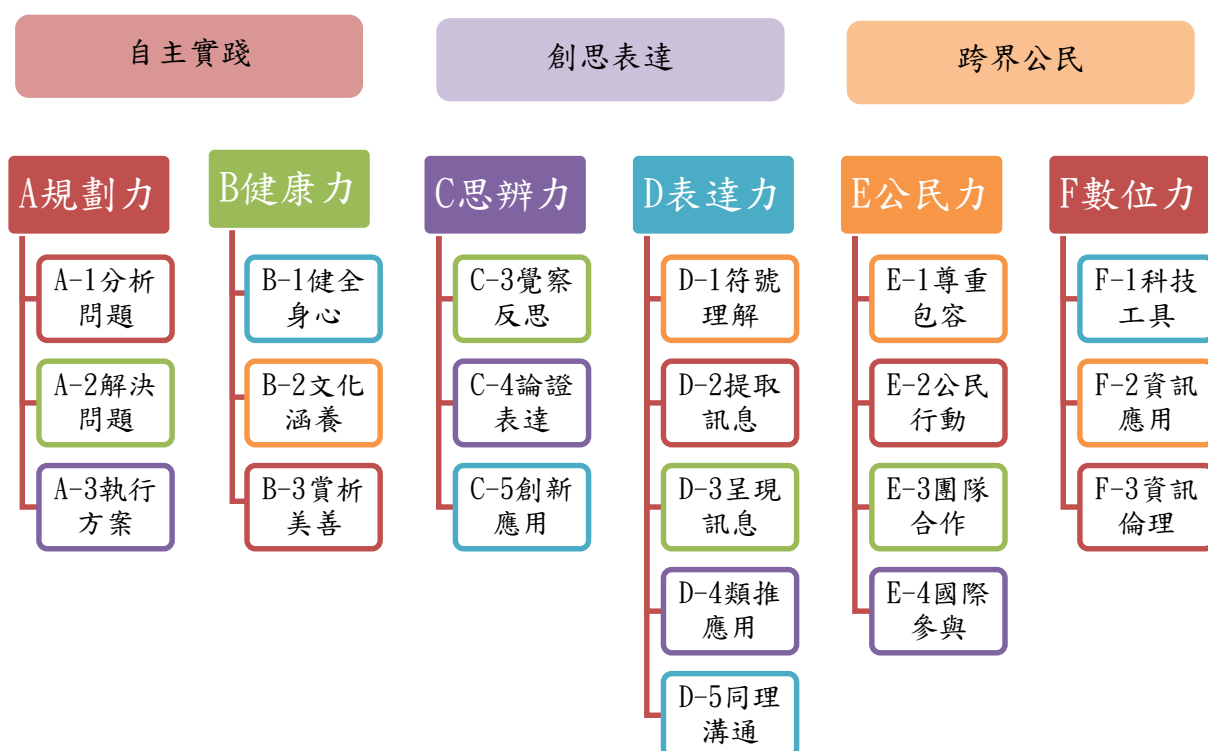 自主實踐
創思表達
跨界公民
A規劃力
A-1分析
問題
A-2解決
問題
A-3執行
方案
B健康力
B-1健全
身心
B-2文化
涵養
B-3賞析
美善
C思辨力
C-3覺察
反思
C-4論證
表達
C-5創新
應用
D表達力
D-1符號
理解
D-2提取
訊息
D-3呈現
訊息
D-4類推
應用
D-5同理
溝通
E公民力
E-1尊重
包容
E-2公民
行動
E-3團隊
合作
E-4國際
參與
F數位力
F-1科技
工具
F-2資訊
應用
F-3資訊
倫理